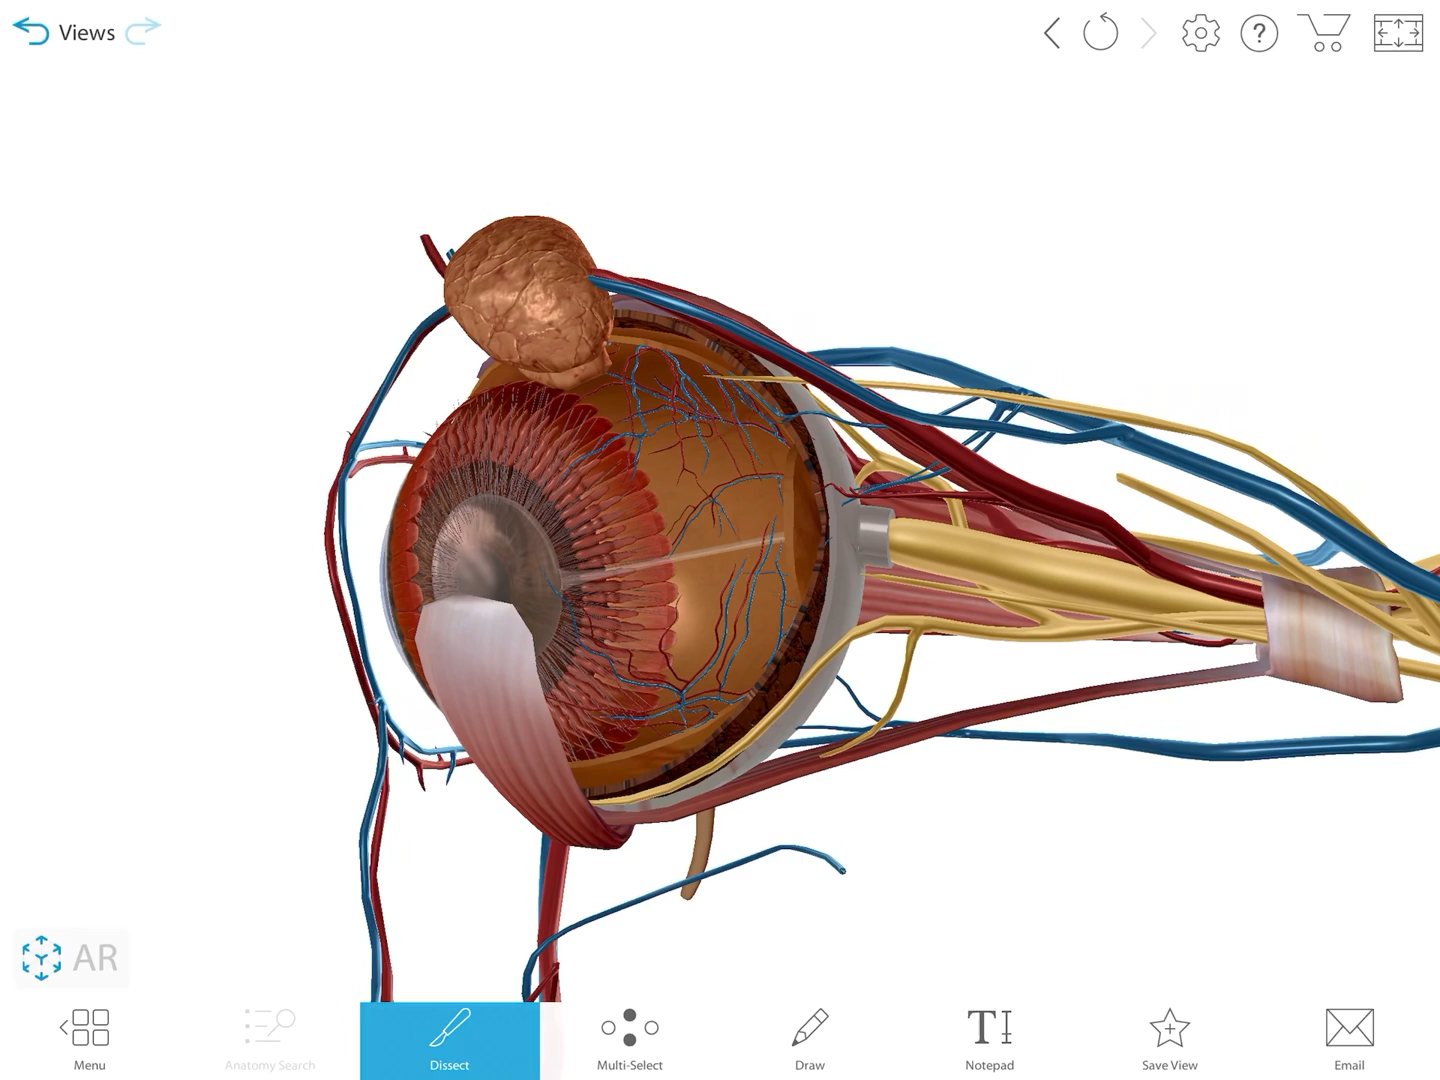 Views
?
AR
Menu
Anatomy Search
Dissect
Multi-Select
Draw
T
Notepad
Save View
Email